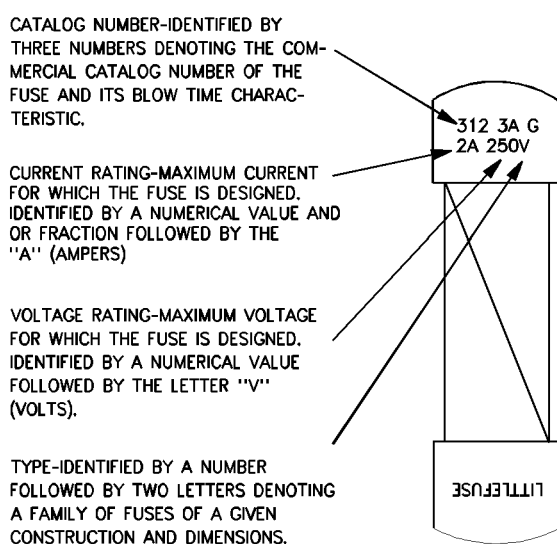 CATALOG NUMBER-IDENTIFIED BY
THREE NUMBERS DENOTING THE COM-
MERCIAL CATALOG NUMBER OF THE
FUSE AND ITS BLOW TIME CHARAC-
TERISTIC.
CURRENT RATING-MAXIMUM CURRENT
FOR WHICH THE FUSE IS DESIGNED.
IDENTIFIED BY A NUMERICAL VALUE AND
OR FRACTION FOLLOWED BY THE
"A" (AMPERS)
VOLTAGE RATING-MAXIMUM VOLTAGE
FOR WHICH THE FUSE IS DESIGNED.
IDENTIFIED BY A NUMERICAL VALUE
FOLLOWED BY THE LETTER "V"
(VOLTS).
TYPE-IDENTIFIED BY A NUMBER
FOLLOWED BY TWO LETTERS DENOTING
A FAMILY OF FUSES OF A GIVEN
CONSTRUCTION AND DIMENSIONS.
312 3A G
2A 250V
LITTLEFUSE